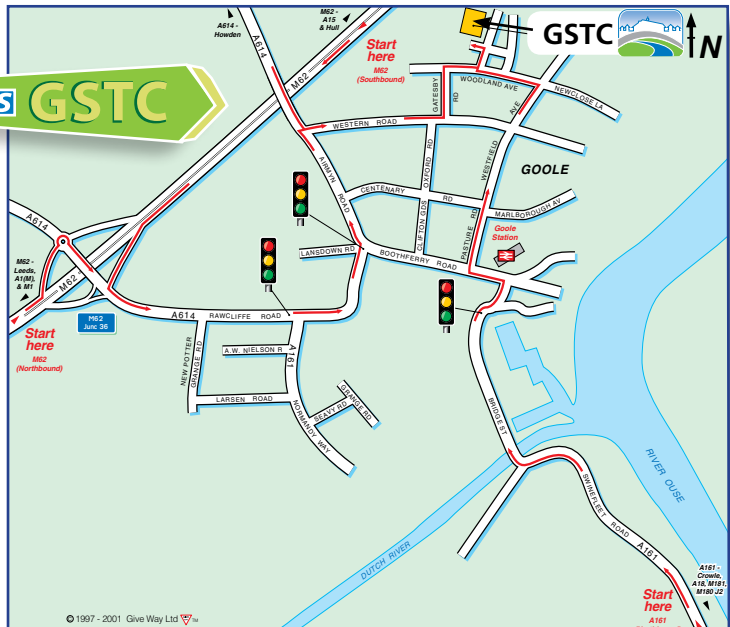 A614 -
Howden
M62 -
A15
& Hull
A614
Start
here
M62
(Southbound)
GSTC
N
S GSTC
M62
GATESBY
RD
WOODLAND AVE
NEWCLOSE LA
AVE
WESTERN ROAD
AIRMYN
ROAD
OXFORD RD
WESTFIELD
GOOLE
CENTENARY
RD
MARLBOROUGH AV
CLIFTON GDS
PASTURE RD
Goole
Station
LANSDOWN RD
BOOTHFERRY ROAD
A614
M62 -
Leeds,
A1(M),
& M1
M62
Start
here
M62
(Northbound)
M62
Junc 36
A614
RAWCLIFFE ROAD
NEW POTTER
GRANGE RD
A.W. NIELSON R
A161
LARSEN ROAD
NORMANDY WAY
SEAVY RD
GRANGE RD
BRIDGE ST
RIVER OUSE
DUTCH RIVER
SWINEFLEET
ROAD
A161
A161 -
Crowle,
A18, M181,
M180 J2
Start
here
A161
© 1997 - 2001 Give Way Ltd TM